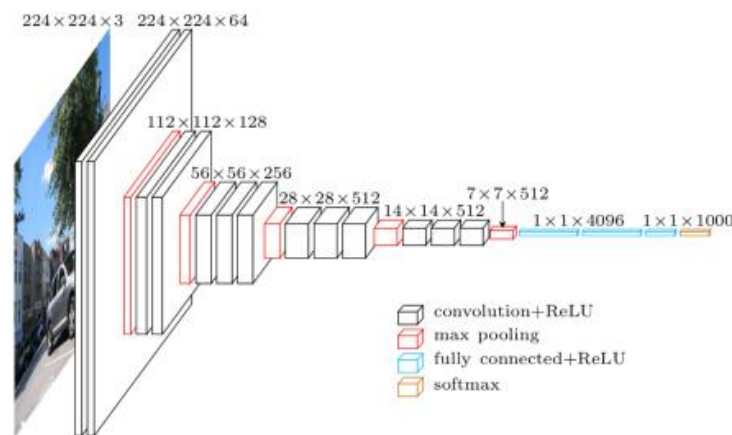 224×224×3
224×224×64
112×112×128
56×56×256
28×28×512
14×14×512
7×7×512
1×1×4096
1×1×1000
convolution+ReLU
max pooling
fully connected+ReLU
softmax